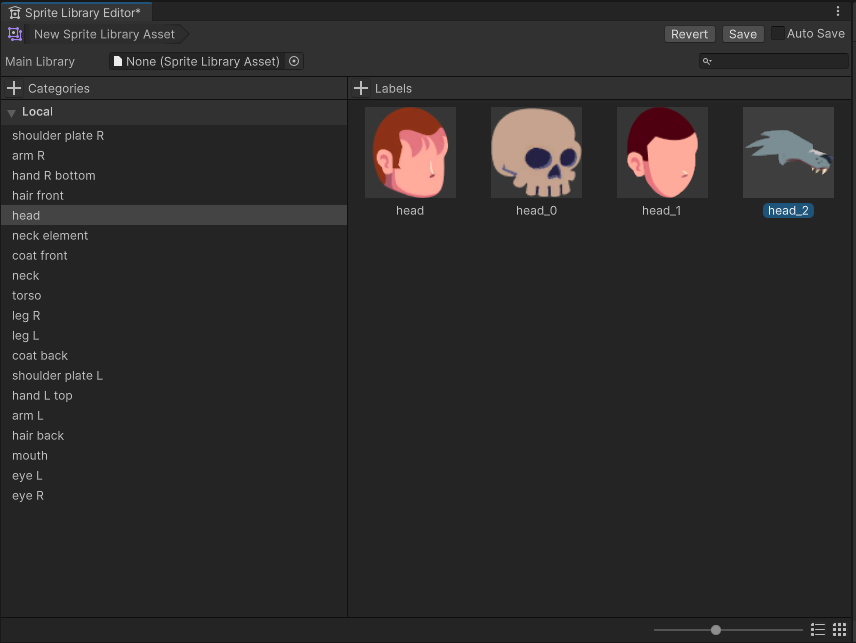 Sprite Library Editor*
New Sprite Library Asset
Revert
Save
Auto Save
Main Library
None (Sprite Library Asset)
Categories
Labels
Local
shoulder plate R
arm R
hand R bottom
hair front
head
neck element
coat front
neck
torso
leg R
leg L
coat back
shoulder plate L
hand L top
arm L
hair back
mouth
eye L
eye R
head
head_0
head_1
head_2